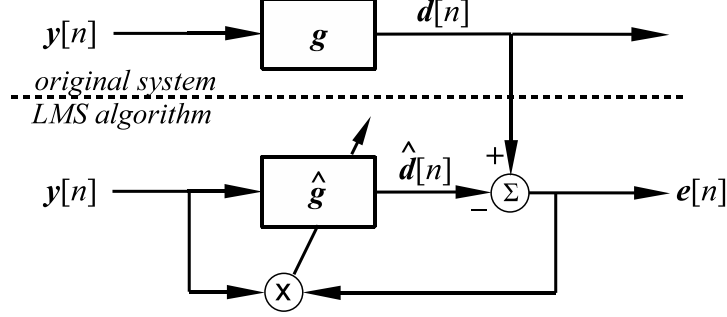 y[n]
g
d[n]
original system
LMS algorithm
y[n]
ĝ
d̂[n]
+
−
Σ
e[n]
X